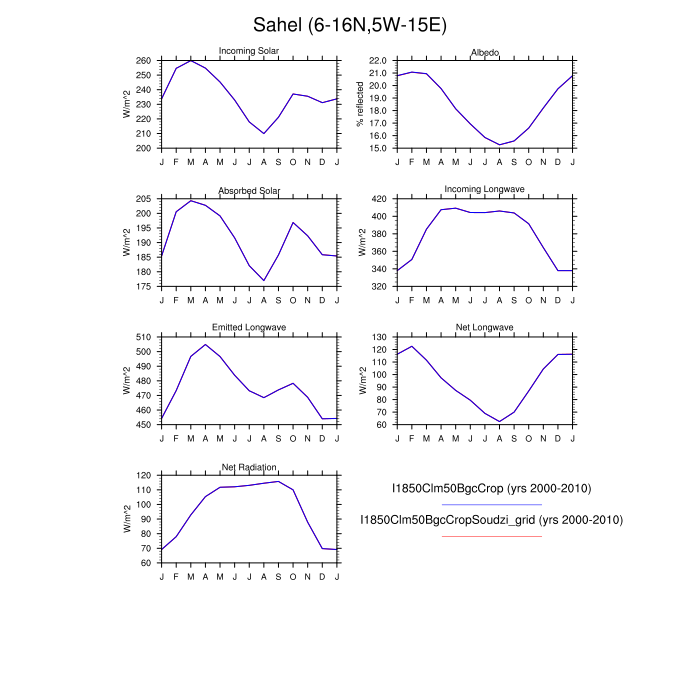 Sahel (6-16N,5W-15E)
Incoming Solar
W/m^2
260
250
240
230
220
210
200
J F M A M J J A S O N D J
Albedo
% reflected
22.0
21.0
20.0
19.0
18.0
17.0
16.0
15.0
J F M A M J J A S O N D J
Absorbed Solar
W/m^2
205
200
195
190
185
180
175
J F M A M J J A S O N D J
Incoming Longwave
W/m^2
420
400
380
360
340
320
J F M A M J J A S O N D J
Emitted Longwave
W/m^2
510
500
490
480
470
460
450
J F M A M J J A S O N D J
Net Longwave
W/m^2
130
120
110
100
90
80
70
60
J F M A M J J A S O N D J
Net Radiation
W/m^2
120
110
100
90
80
70
60
J F M A M J J A S O N D J
I1850Clm50BgcCrop (yrs 2000-2010)
I1850Clm50BgcCropSoudzi_grid (yrs 2000-2010)